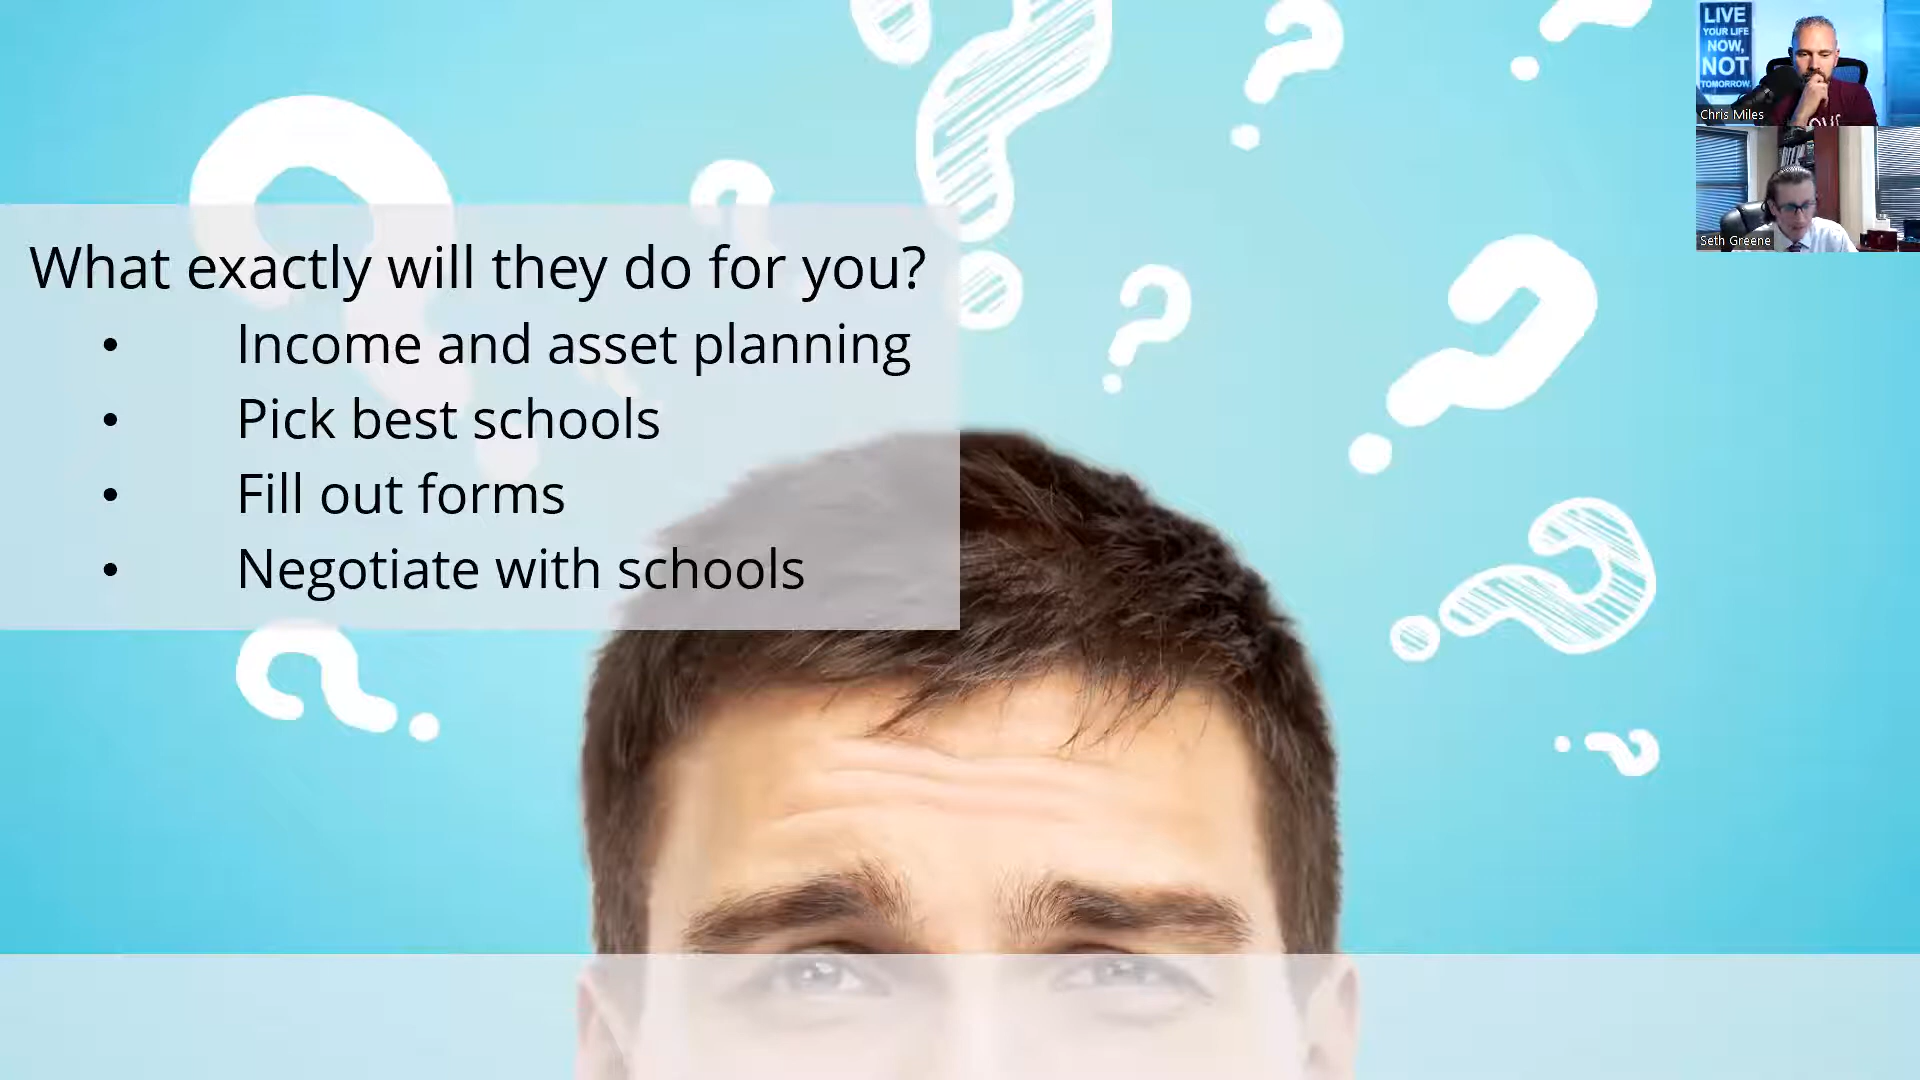 What exactly will they do for you?
• Income and asset planning
• Pick best schools
• Fill out forms
• Negotiate with schools
LIVE
YOUR LIFE
NOW,
NOT
TOMORROW.
Chris Miles
Seth Greene